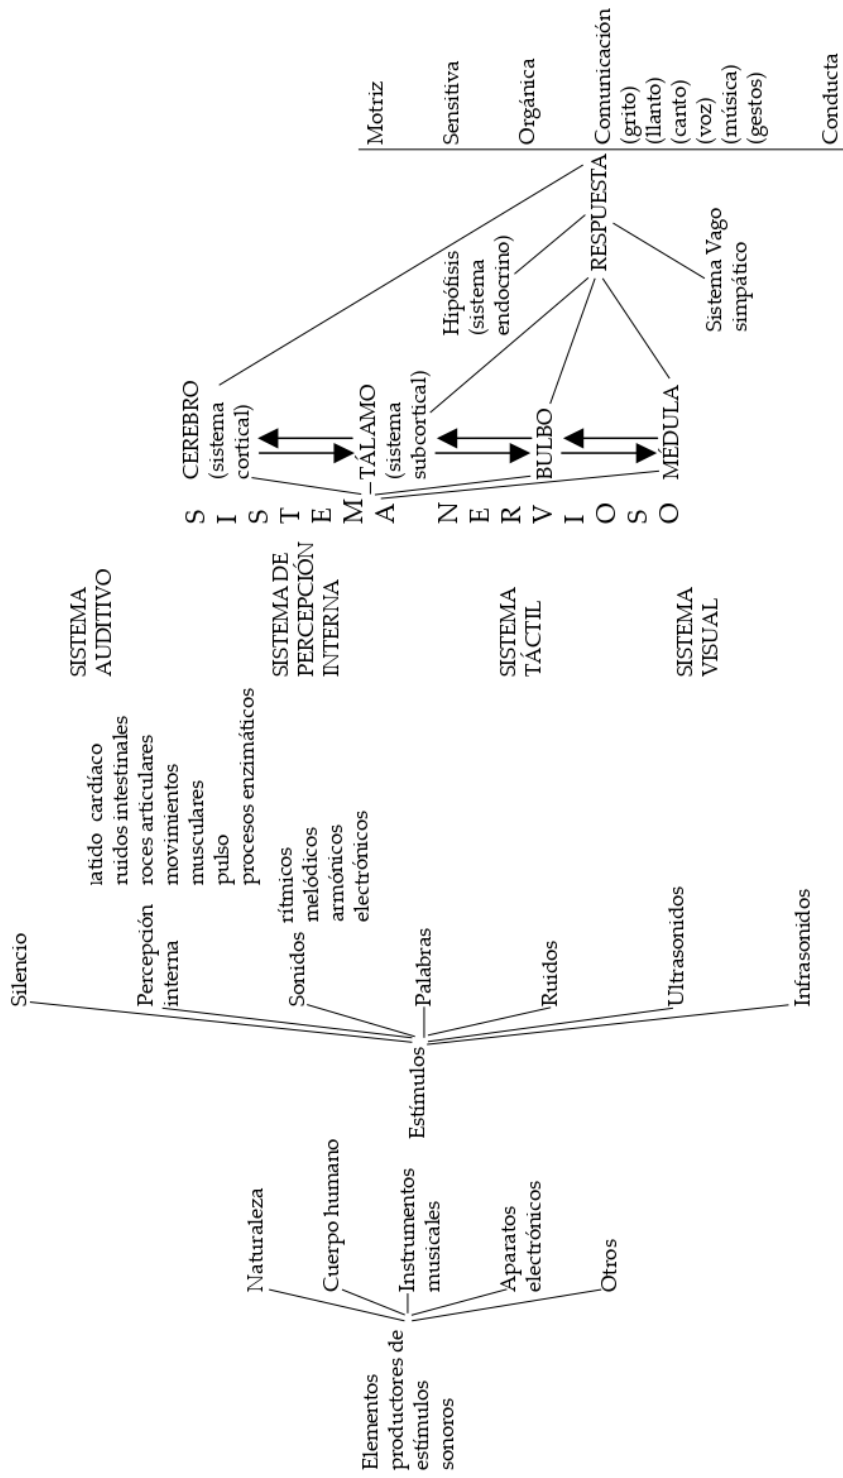 Elementos
productores de
estímulos
sonoros
Naturaleza
Cuerpo humano
Instrumentos
musicales
Aparatos
electrónicos
Otros
Estímulos
Silencio
Percepción
interna
latido cardíaco
ruidos intestinales
roces articulares
movimientos
musculares
pulso
procesos enzimáticos
Sonidos
rítmicos
melódicos
armónicos
electrónicos
Palabras
Ruidos
Ultrasonidos
Infrasonidos
SISTEMA
AUDITIVO
SISTEMA DE
PERCEPCIÓN
INTERNA
SISTEMA
TÁCTIL
SISTEMA
VISUAL
S I S T E M A N E R V I O S O
CEREBRO
(sistema
cortical)
TÁLAMO
(sistema
subcortical)
BULBO
MÉDULA
Hipófisis
(sistema
endocrino)
RESPUESTA
Sistema Vago
simpático
Motriz
Sensitiva
Orgánica
Comunicación
(grito)
(llanto)
(canto)
(voz)
(música)
(gestos)
Conducta